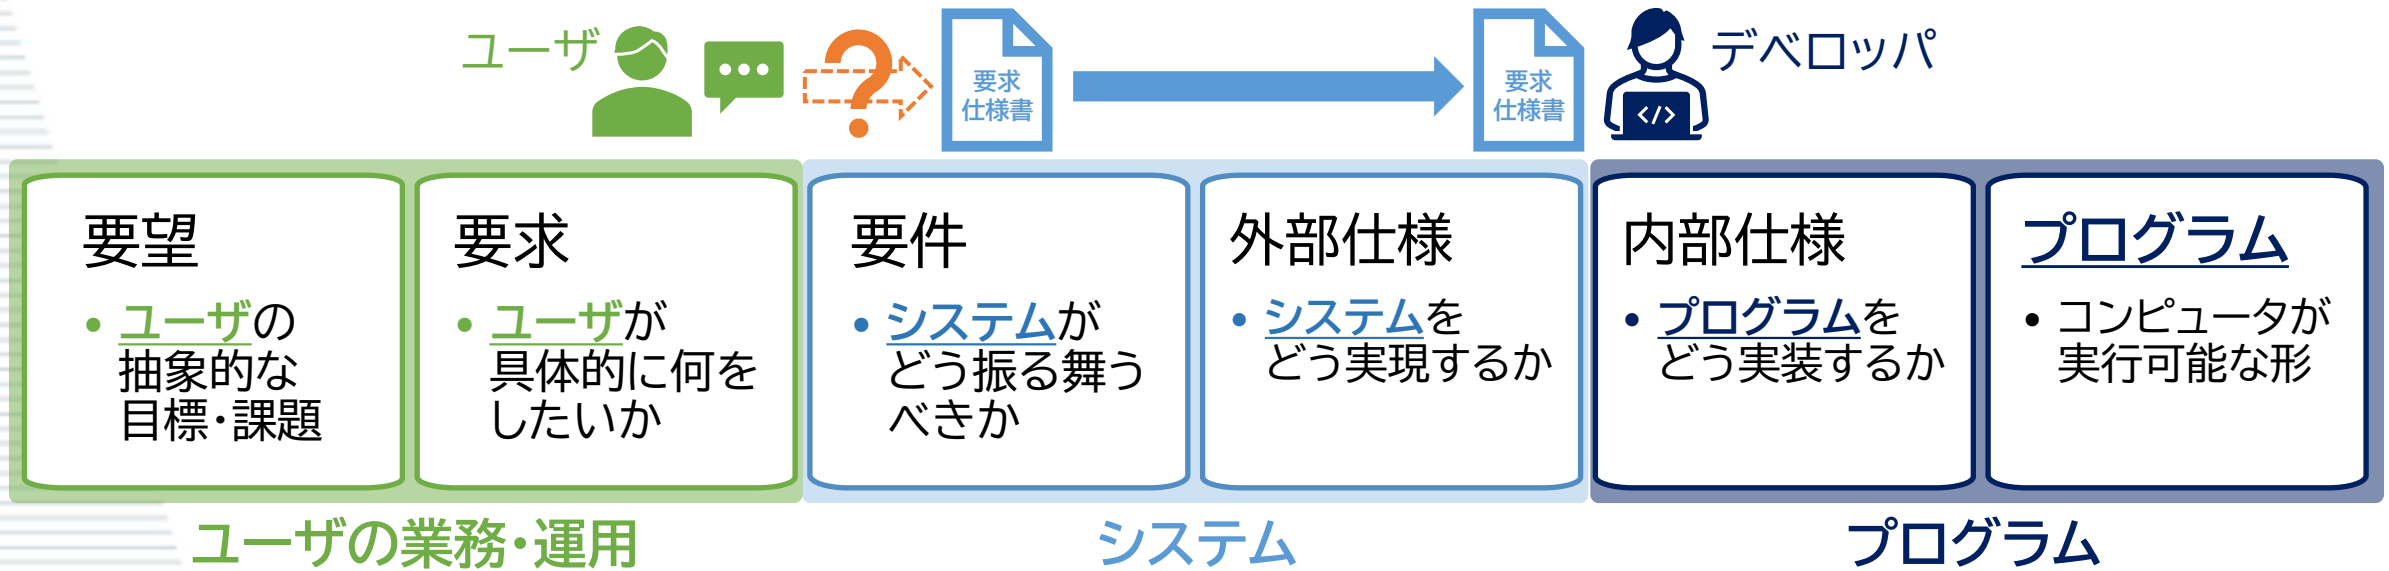 ユーザ
要求
仕様書
要求
仕様書
デベロッパ
要望
• ユーザの
抽象的な
目標・課題
要求
• ユーザが
具体的に何を
したいか
要件
• システムが
どう振る舞う
べきか
外部仕様
• システムを
どう実現するか
内部仕様
• プログラムを
どう実装するか
プログラム
• コンピュータが
実行可能な形
ユーザの業務・運用
システム
プログラム